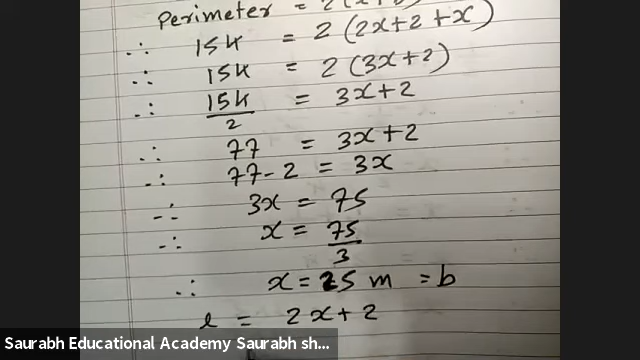 Perimeter = 2(
∴ 154 = 2(2x+2+x)
∴ 154 = 2(3x+2)
∴ 154/2 = 3x+2
∴ 77 = 3x+2
∴ 77-2 = 3x
∴ 3x = 75
∴ x = 75/3
∴ x = 25 m = b
l = 2x+2
Saurabh Educational Academy Saurabh sh...